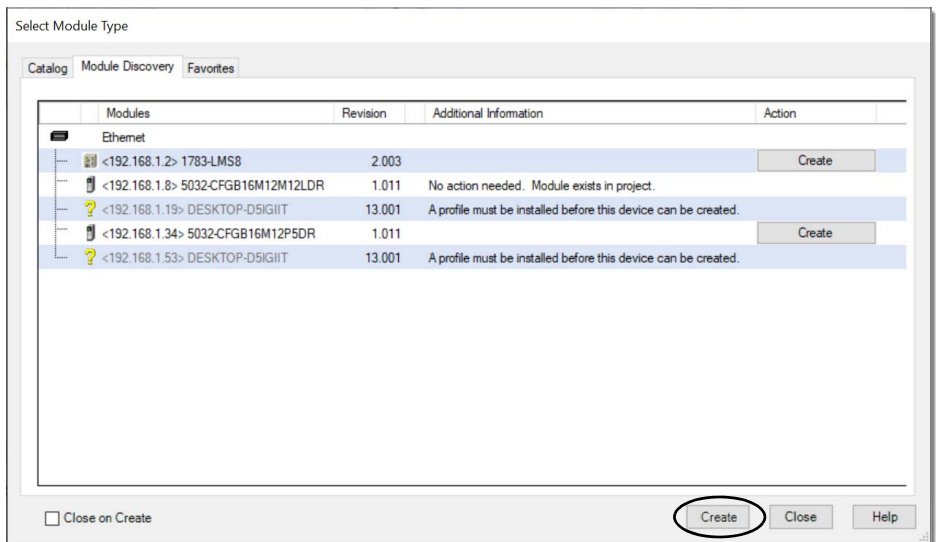 Select Module Type
Catalog Module Discovery Favorites
Modules Revision Additional Information Action
Ethernet
<192.168.1.2> 1783-LMS8 2.003 Create
<192.168.1.8> 5032-CFGB16M12M12LDR 1.011 No action needed. Module exists in project.
<192.168.1.19> DESKTOP-D5IGIIT 13.001 A profile must be installed before this device can be created.
<192.168.1.34> 5032-CFGB16M12P5DR 1.011 Create
<192.168.1.53> DESKTOP-D5IGIIT 13.001 A profile must be installed before this device can be created.
Close on Create Create Close Help